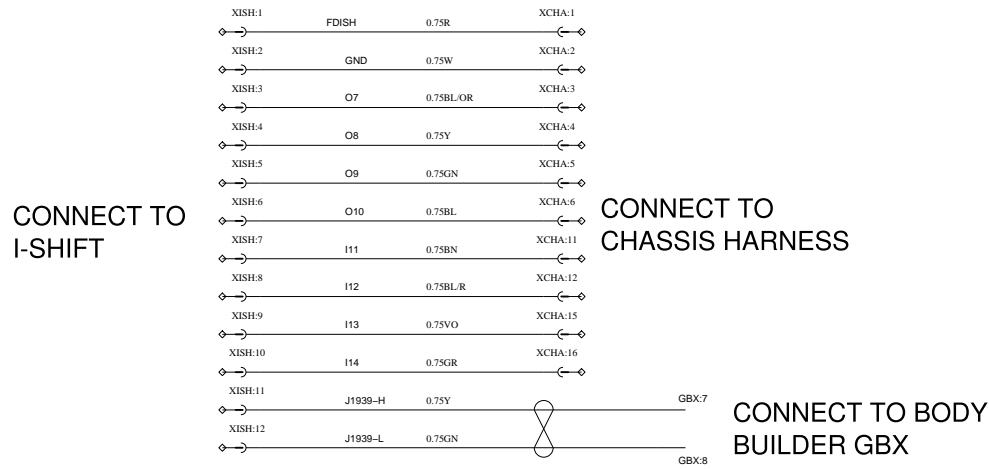 XISH:1 FDISH 0.75R XCHA:1
XISH:2 GND 0.75W XCHA:2
XISH:3 O7 0.75BL/OR XCHA:3
XISH:4 O8 0.75Y XCHA:4
XISH:5 O9 0.75GN XCHA:5
XISH:6 O10 0.75BL XCHA:6
CONNECT TO
I-SHIFT
CONNECT TO
CHASSIS HARNESS
XISH:7 I11 0.75BN XCHA:11
XISH:8 I12 0.75BL/R XCHA:12
XISH:9 I13 0.75VO XCHA:15
XISH:10 I14 0.75GR XCHA:16
XISH:11 J1939-H 0.75Y GBX:7
XISH:12 J1939-L 0.75GN GBX:8
CONNECT TO BODY
BUILDER GBX